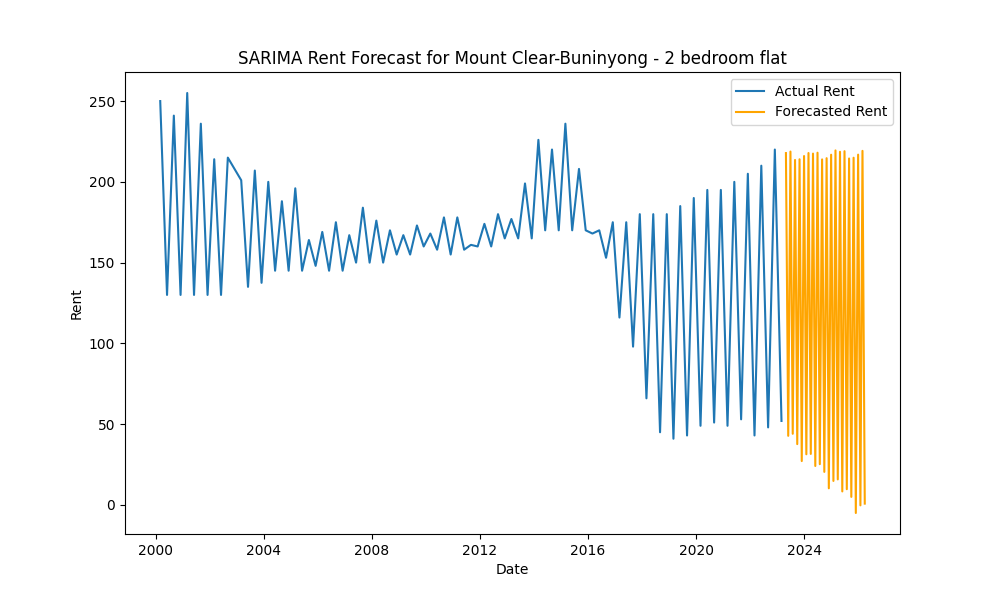 SARIMA Rent Forecast for Mount Clear-Buninyong - 2 bedroom flat
Actual Rent
Forecasted Rent
250
200
150
100
50
0
Rent
2000 2004 2008 2012 2016 2020 2024
Date